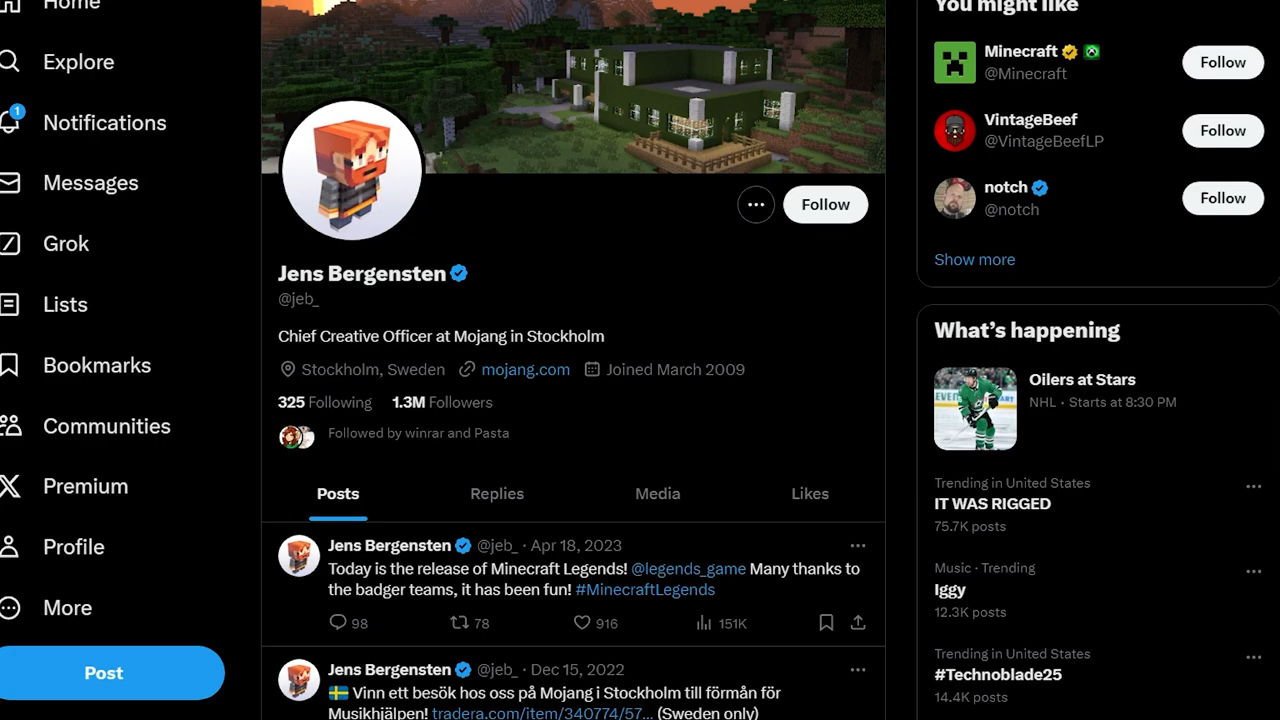 Home
Explore
1
Notifications
Messages
Grok
Lists
Bookmarks
Communities
Premium
Profile
More
Post
Follow
Jens Bergensten
@jeb_
Chief Creative Officer at Mojang in Stockholm
Stockholm, Sweden mojang.com Joined March 2009
325 Following 1.3M Followers
Followed by winrar and Pasta
Posts Replies Media Likes
Jens Bergensten @jeb_ · Apr 18, 2023
Today is the release of Minecraft Legends! @legends_game Many thanks to
the badger teams, it has been fun! #MinecraftLegends
98 78 916 151K
Jens Bergensten @jeb_ · Dec 15, 2022
Vinn ett besök hos oss på Mojang i Stockholm till förmån för
Musikhjälpen! tradera.com/item/340774/57... (Sweden only)
You might like
Minecraft
@Minecraft
Follow
VintageBeef
@VintageBeefLP
Follow
notch
@notch
Follow
Show more
What's happening
Oilers at Stars
NHL · Starts at 8:30 PM
Trending in United States
IT WAS RIGGED
75.7K posts
Music · Trending
Iggy
12.3K posts
Trending in United States
#Technoblade25
14.4K posts